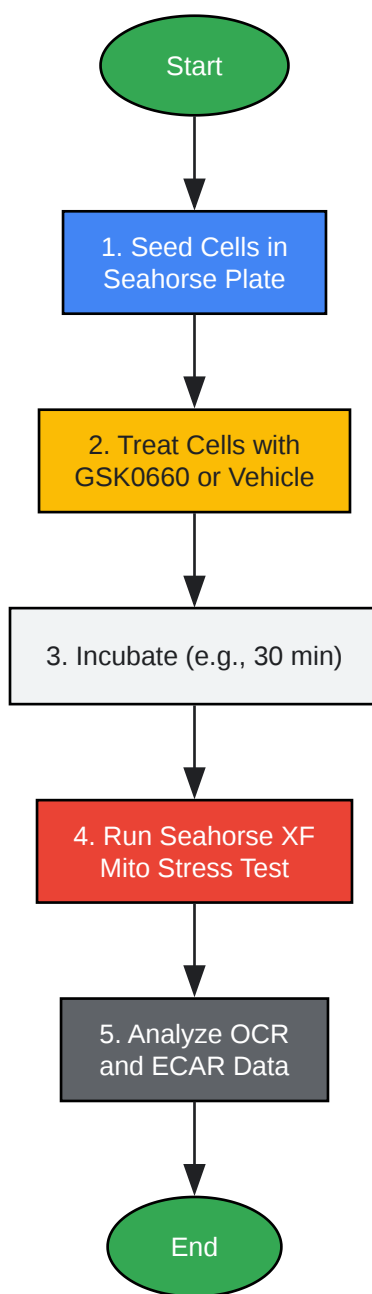 Start
1. Seed Cells in
Seahorse Plate
2. Treat Cells with
GSK0660 or Vehicle
3. Incubate (e.g., 30 min)
4. Run Seahorse XF
Mito Stress Test
5. Analyze OCR
and ECAR Data
End